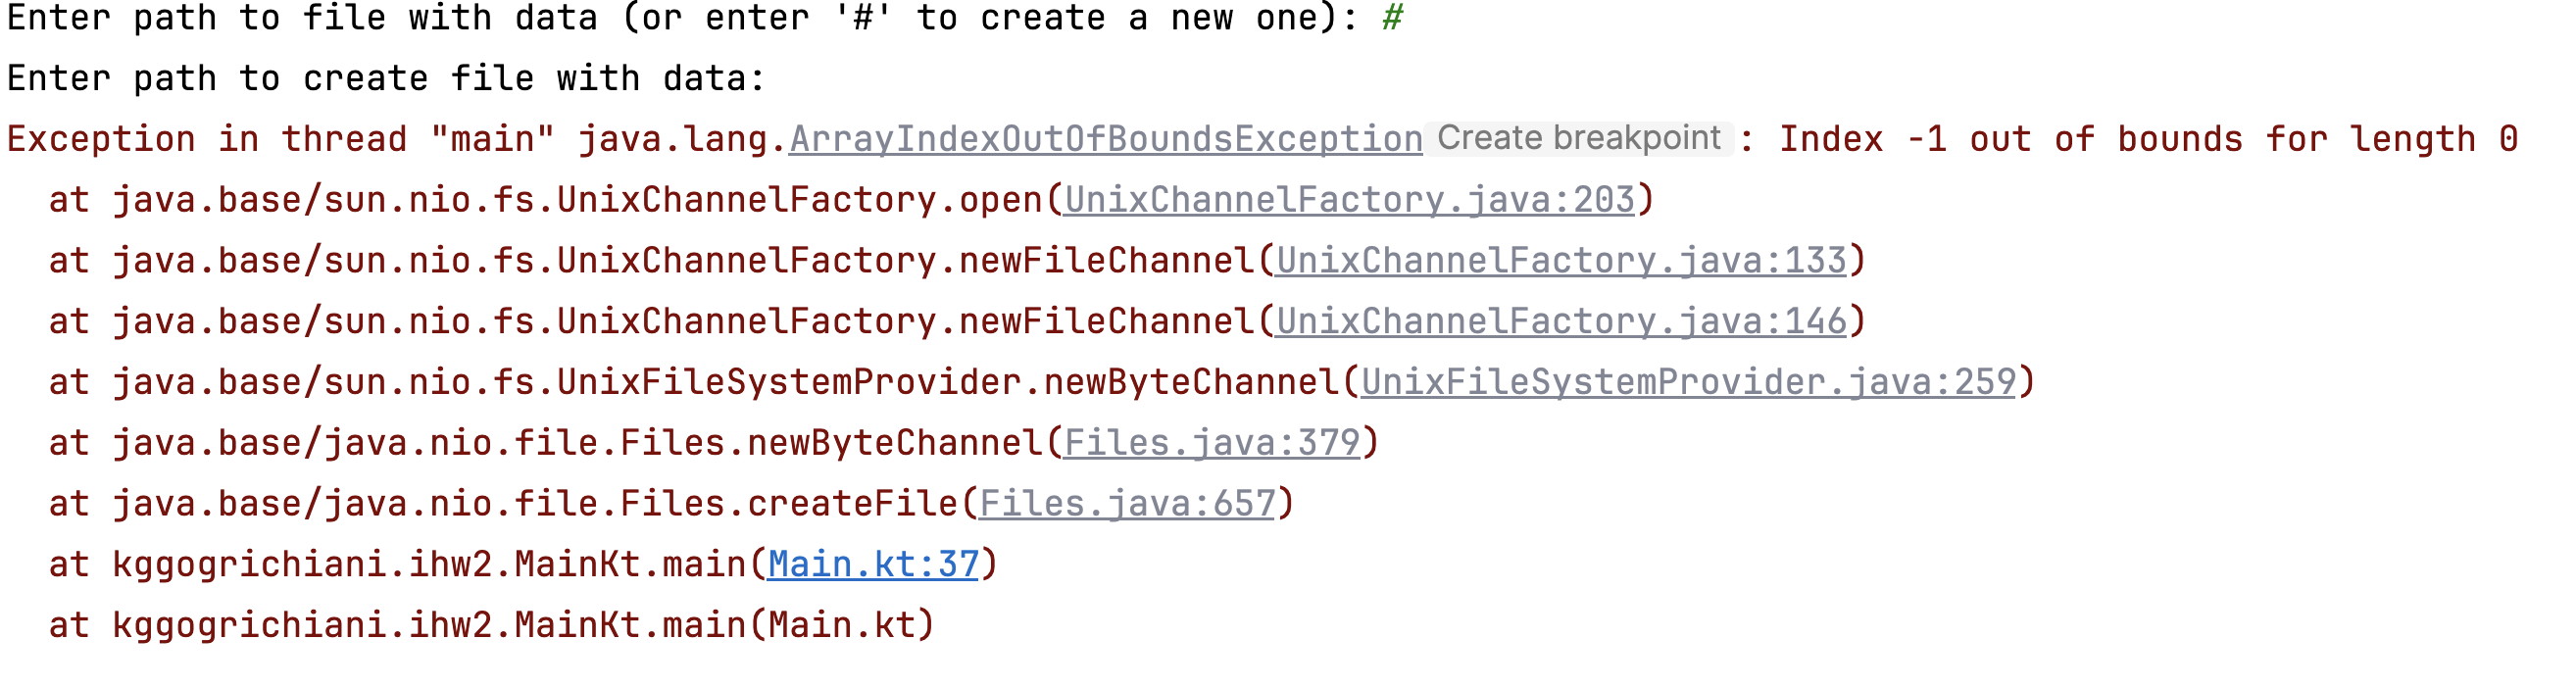 Enter path to file with data (or enter '#' to create a new one): #
Enter path to create file with data:
Exception in thread "main" java.lang.ArrayIndexOutOfBoundsException Create breakpoint : Index -1 out of bounds for length 0
at java.base/sun.nio.fs.UnixChannelFactory.open(UnixChannelFactory.java:203)
at java.base/sun.nio.fs.UnixChannelFactory.newFileChannel(UnixChannelFactory.java:133)
at java.base/sun.nio.fs.UnixChannelFactory.newFileChannel(UnixChannelFactory.java:146)
at java.base/sun.nio.fs.UnixFileSystemProvider.newByteChannel(UnixFileSystemProvider.java:259)
at java.base/java.nio.file.Files.newByteChannel(Files.java:379)
at java.base/java.nio.file.Files.createFile(Files.java:657)
at kggogrichiani.ihw2.MainKt.main(Main.kt:37)
at kggogrichiani.ihw2.MainKt.main(Main.kt)